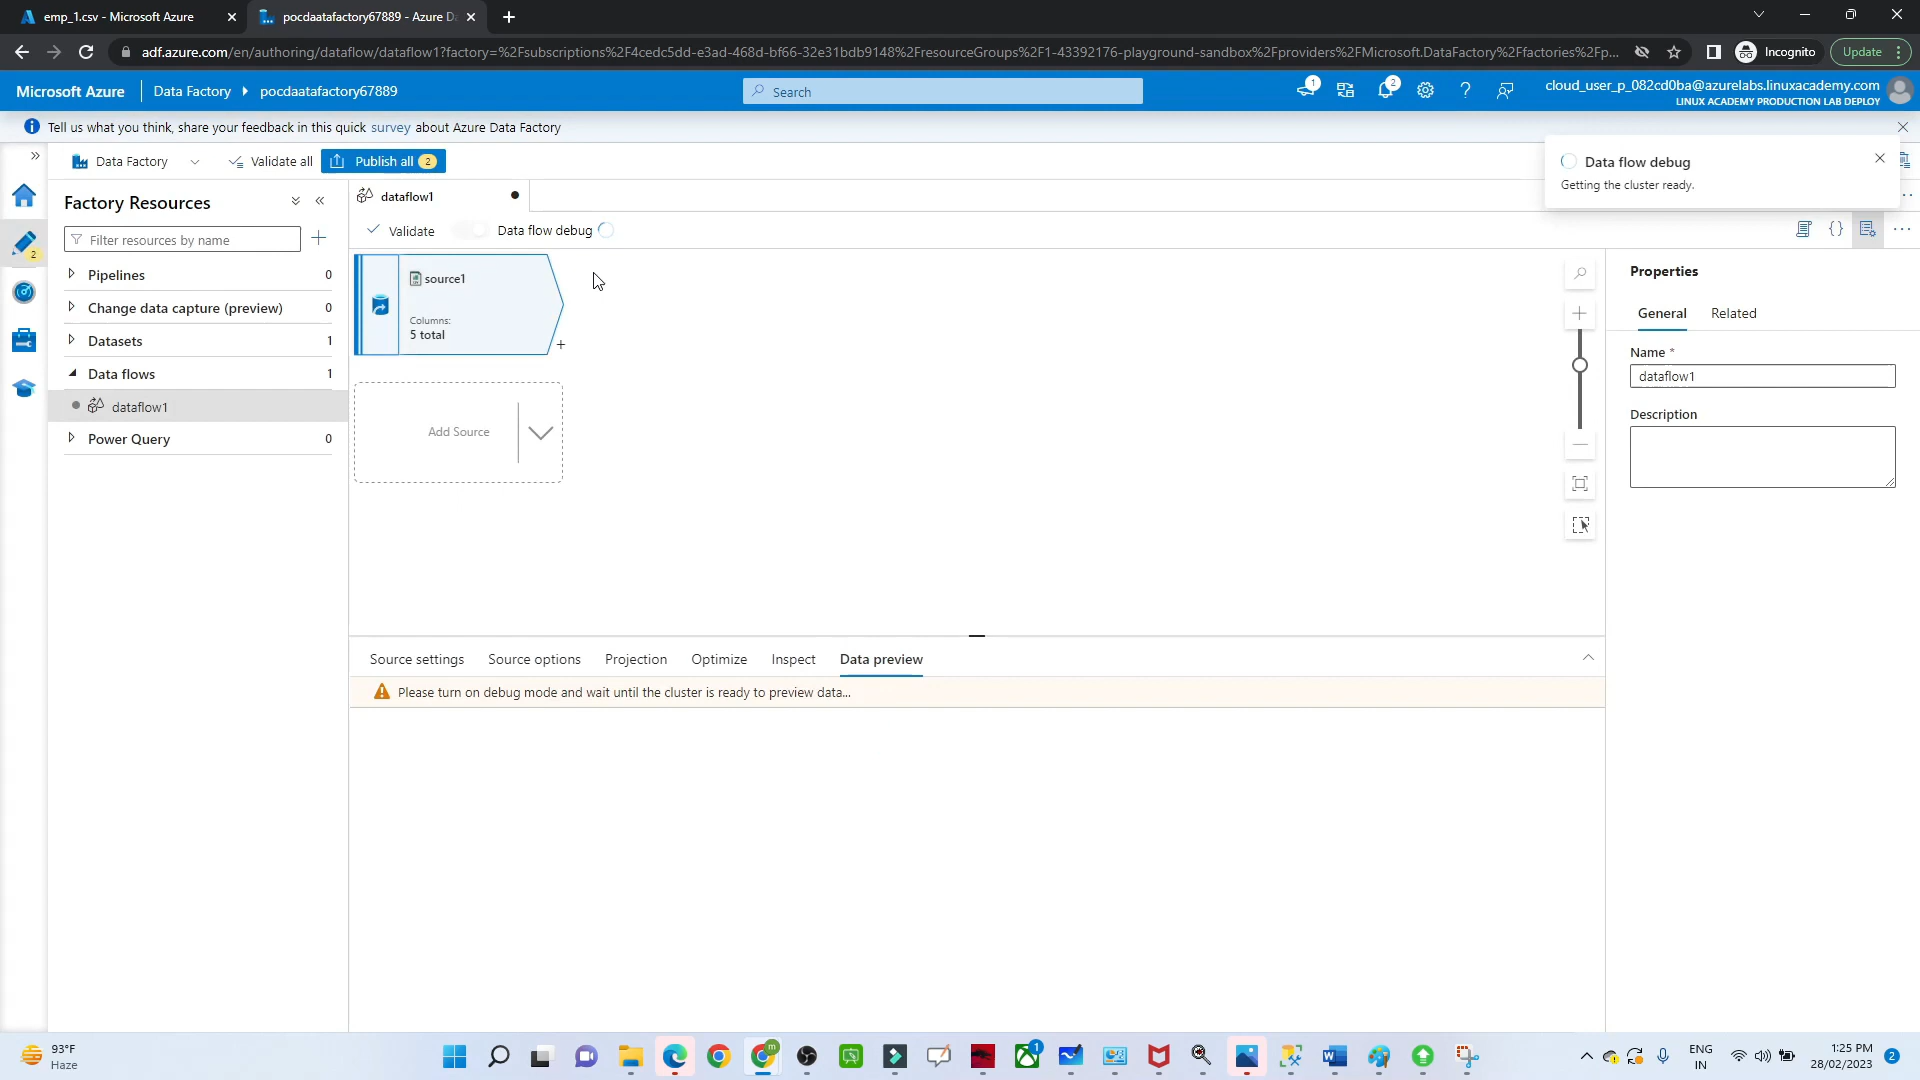 emp_1.csv - Microsoft Azure
pocdaatafactory67889 - Azure Da
adf.azure.com/en/authoring/dataflow/dataflow1?factory=%2Fsubscriptions%2F4cedc5dd-e3ad-468d-bf66-32e31bdb9148%2FresourceGroups%2F1-43392176-playground-sandbox%2Fproviders%2FMicrosoft.DataFactory%2Ffactories%2Fp...
Incognito
Update
Microsoft Azure
Data Factory
pocdaatafactory67889
Search
1
2
cloud_user_p_082cd0ba@azurelabs.linuxacademy.com
LINUX ACADEMY PRODUCTION LAB DEPLOY
Tell us what you think, share your feedback in this quick survey about Azure Data Factory
Data Factory
Validate all
Publish all 2
Data flow debug
Getting the cluster ready.
2
Factory Resources
Filter resources by name
Pipelines 0
Change data capture (preview) 0
Datasets 1
Data flows 1
dataflow1
Power Query 0
dataflow1
Validate
Data flow debug
source1
Columns:
5 total
Add Source
Properties
General
Related
Name *
dataflow1
Description
Source settings
Source options
Projection
Optimize
Inspect
Data preview
Please turn on debug mode and wait until the cluster is ready to preview data...
93°F
Haze
m
1
ENG
IN
1:25 PM
28/02/2023
2